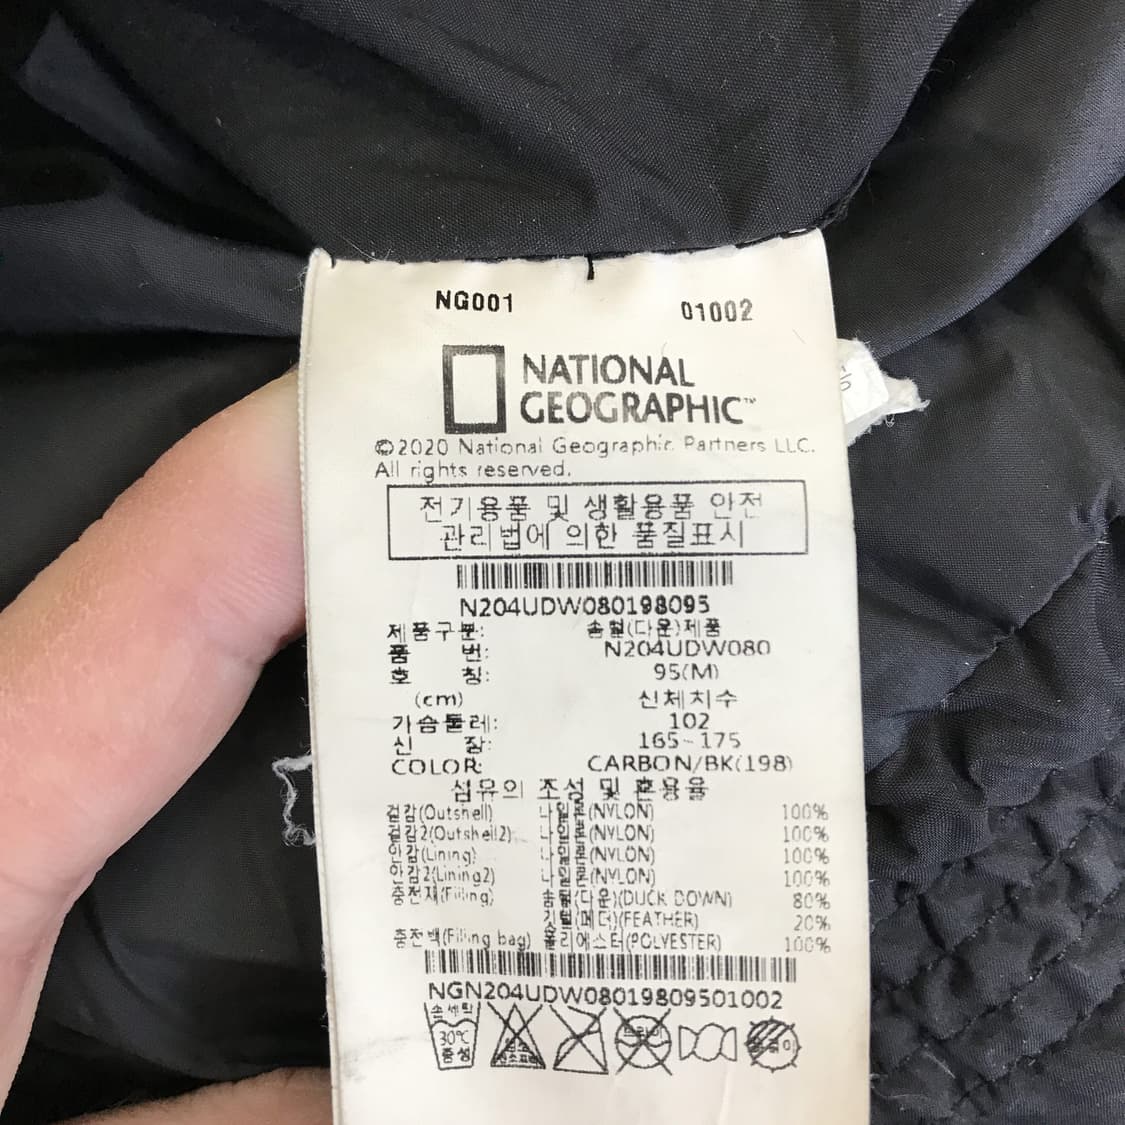 NG001 01002
NATIONAL
GEOGRAPHIC™
©2020 National Geographic Partners LLC.
All rights reserved.
전기용품 및 생활용품 안전
관리법에 의한 품질표시
N204UDW080198095
제품구분: 솜털(다운)제품
품 번: N204UDW080
호 칭: 95(M)
(cm) 신체치수
가슴둘레: 102
신 장: 165~175
COLOR: CARBON/BK(198)
섬유의 조성 및 혼용율
겉감(Outshell) 나일론(NYLON) 100%
겉감2(Outshell2): 나일론(NYLON) 100%
안감(Lining) 나일론(NYLON) 100%
안감2(Lining2) 나일론(NYLON) 100%
충전재(Filling) 솜털(다운)(DUCK DOWN) 80%
깃털(페더)(FEATHER) 20%
충전백(Filling bag) 폴리에스터(POLYESTER) 100%
NGN204UDW08019809501002
손세탁
30℃
중성
드라이